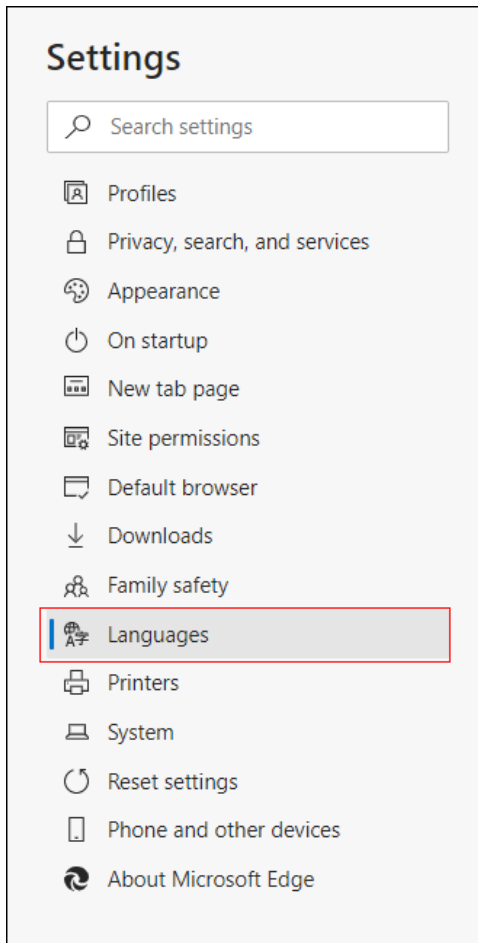 Settings
Search settings
Profiles
Privacy, search, and services
Appearance
On startup
New tab page
Site permissions
Default browser
Downloads
Family safety
Languages
Printers
System
Reset settings
Phone and other devices
About Microsoft Edge